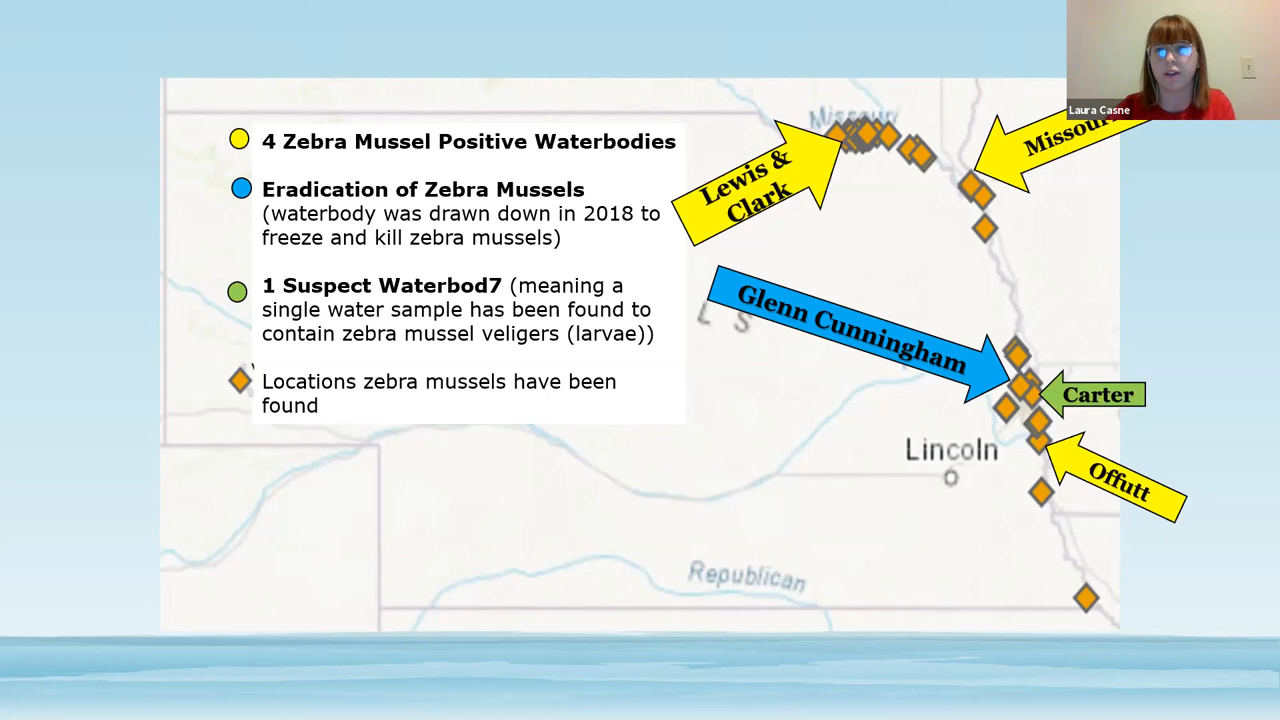 Laura Casne
Missouri
4 Zebra Mussel Positive Waterbodies
Missour
Eradication of Zebra Mussels
(waterbody was drawn down in 2018 to
freeze and kill zebra mussels)
Lewis &
Clark
1 Suspect Waterbod7 (meaning a
single water sample has been found to
contain zebra mussel veligers (larvae))
L S
Glenn Cunningham
Locations zebra mussels have been
found
Carter
Lincoln
Offutt
Republican